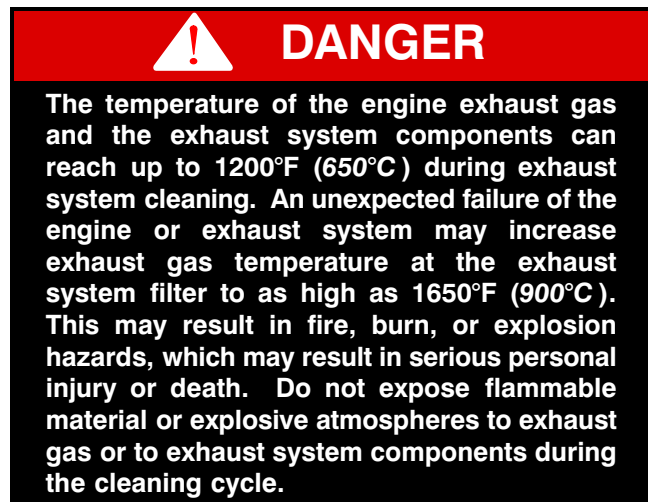 DANGER
The temperature of the engine exhaust gas
and the exhaust system components can
reach up to 1200°F (650°C ) during exhaust
system cleaning. An unexpected failure of the
engine or exhaust system may increase
exhaust gas temperature at the exhaust
system filter to as high as 1650°F (900°C ).
This may result in fire, burn, or explosion
hazards, which may result in serious personal
injury or death. Do not expose flammable
material or explosive atmospheres to exhaust
gas or to exhaust system components during
the cleaning cycle.